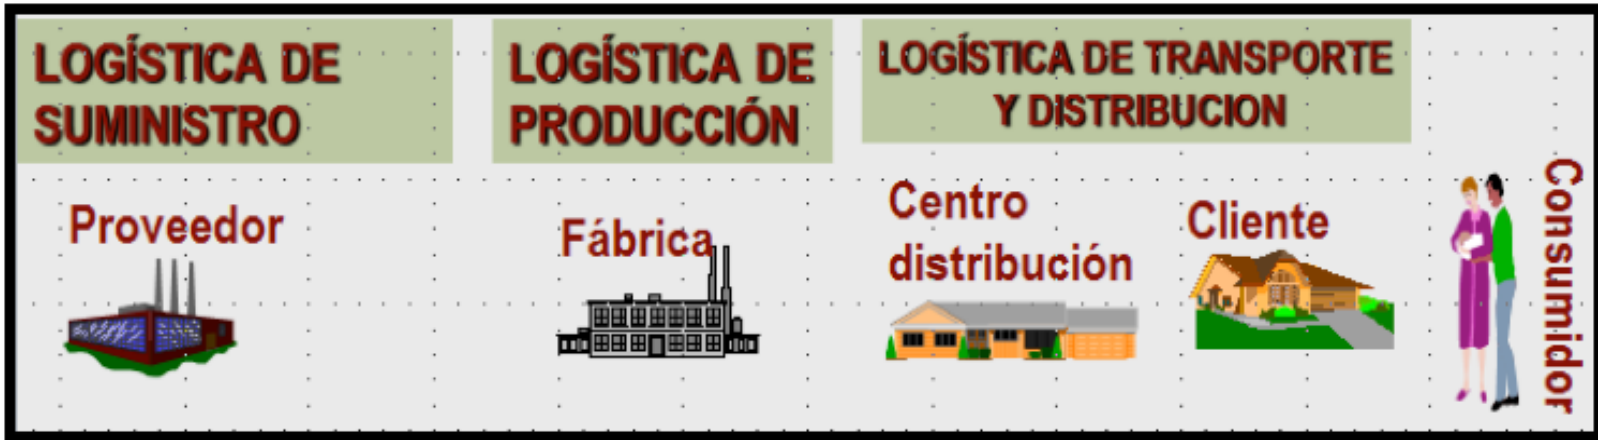 LOGÍSTICA DE
SUMINISTRO
LOGÍSTICA DE
PRODUCCIÓN
LOGÍSTICA DE TRANSPORTE
Y DISTRIBUCION
Proveedor
Fábrica
Centro
distribución
Cliente
Consumidor